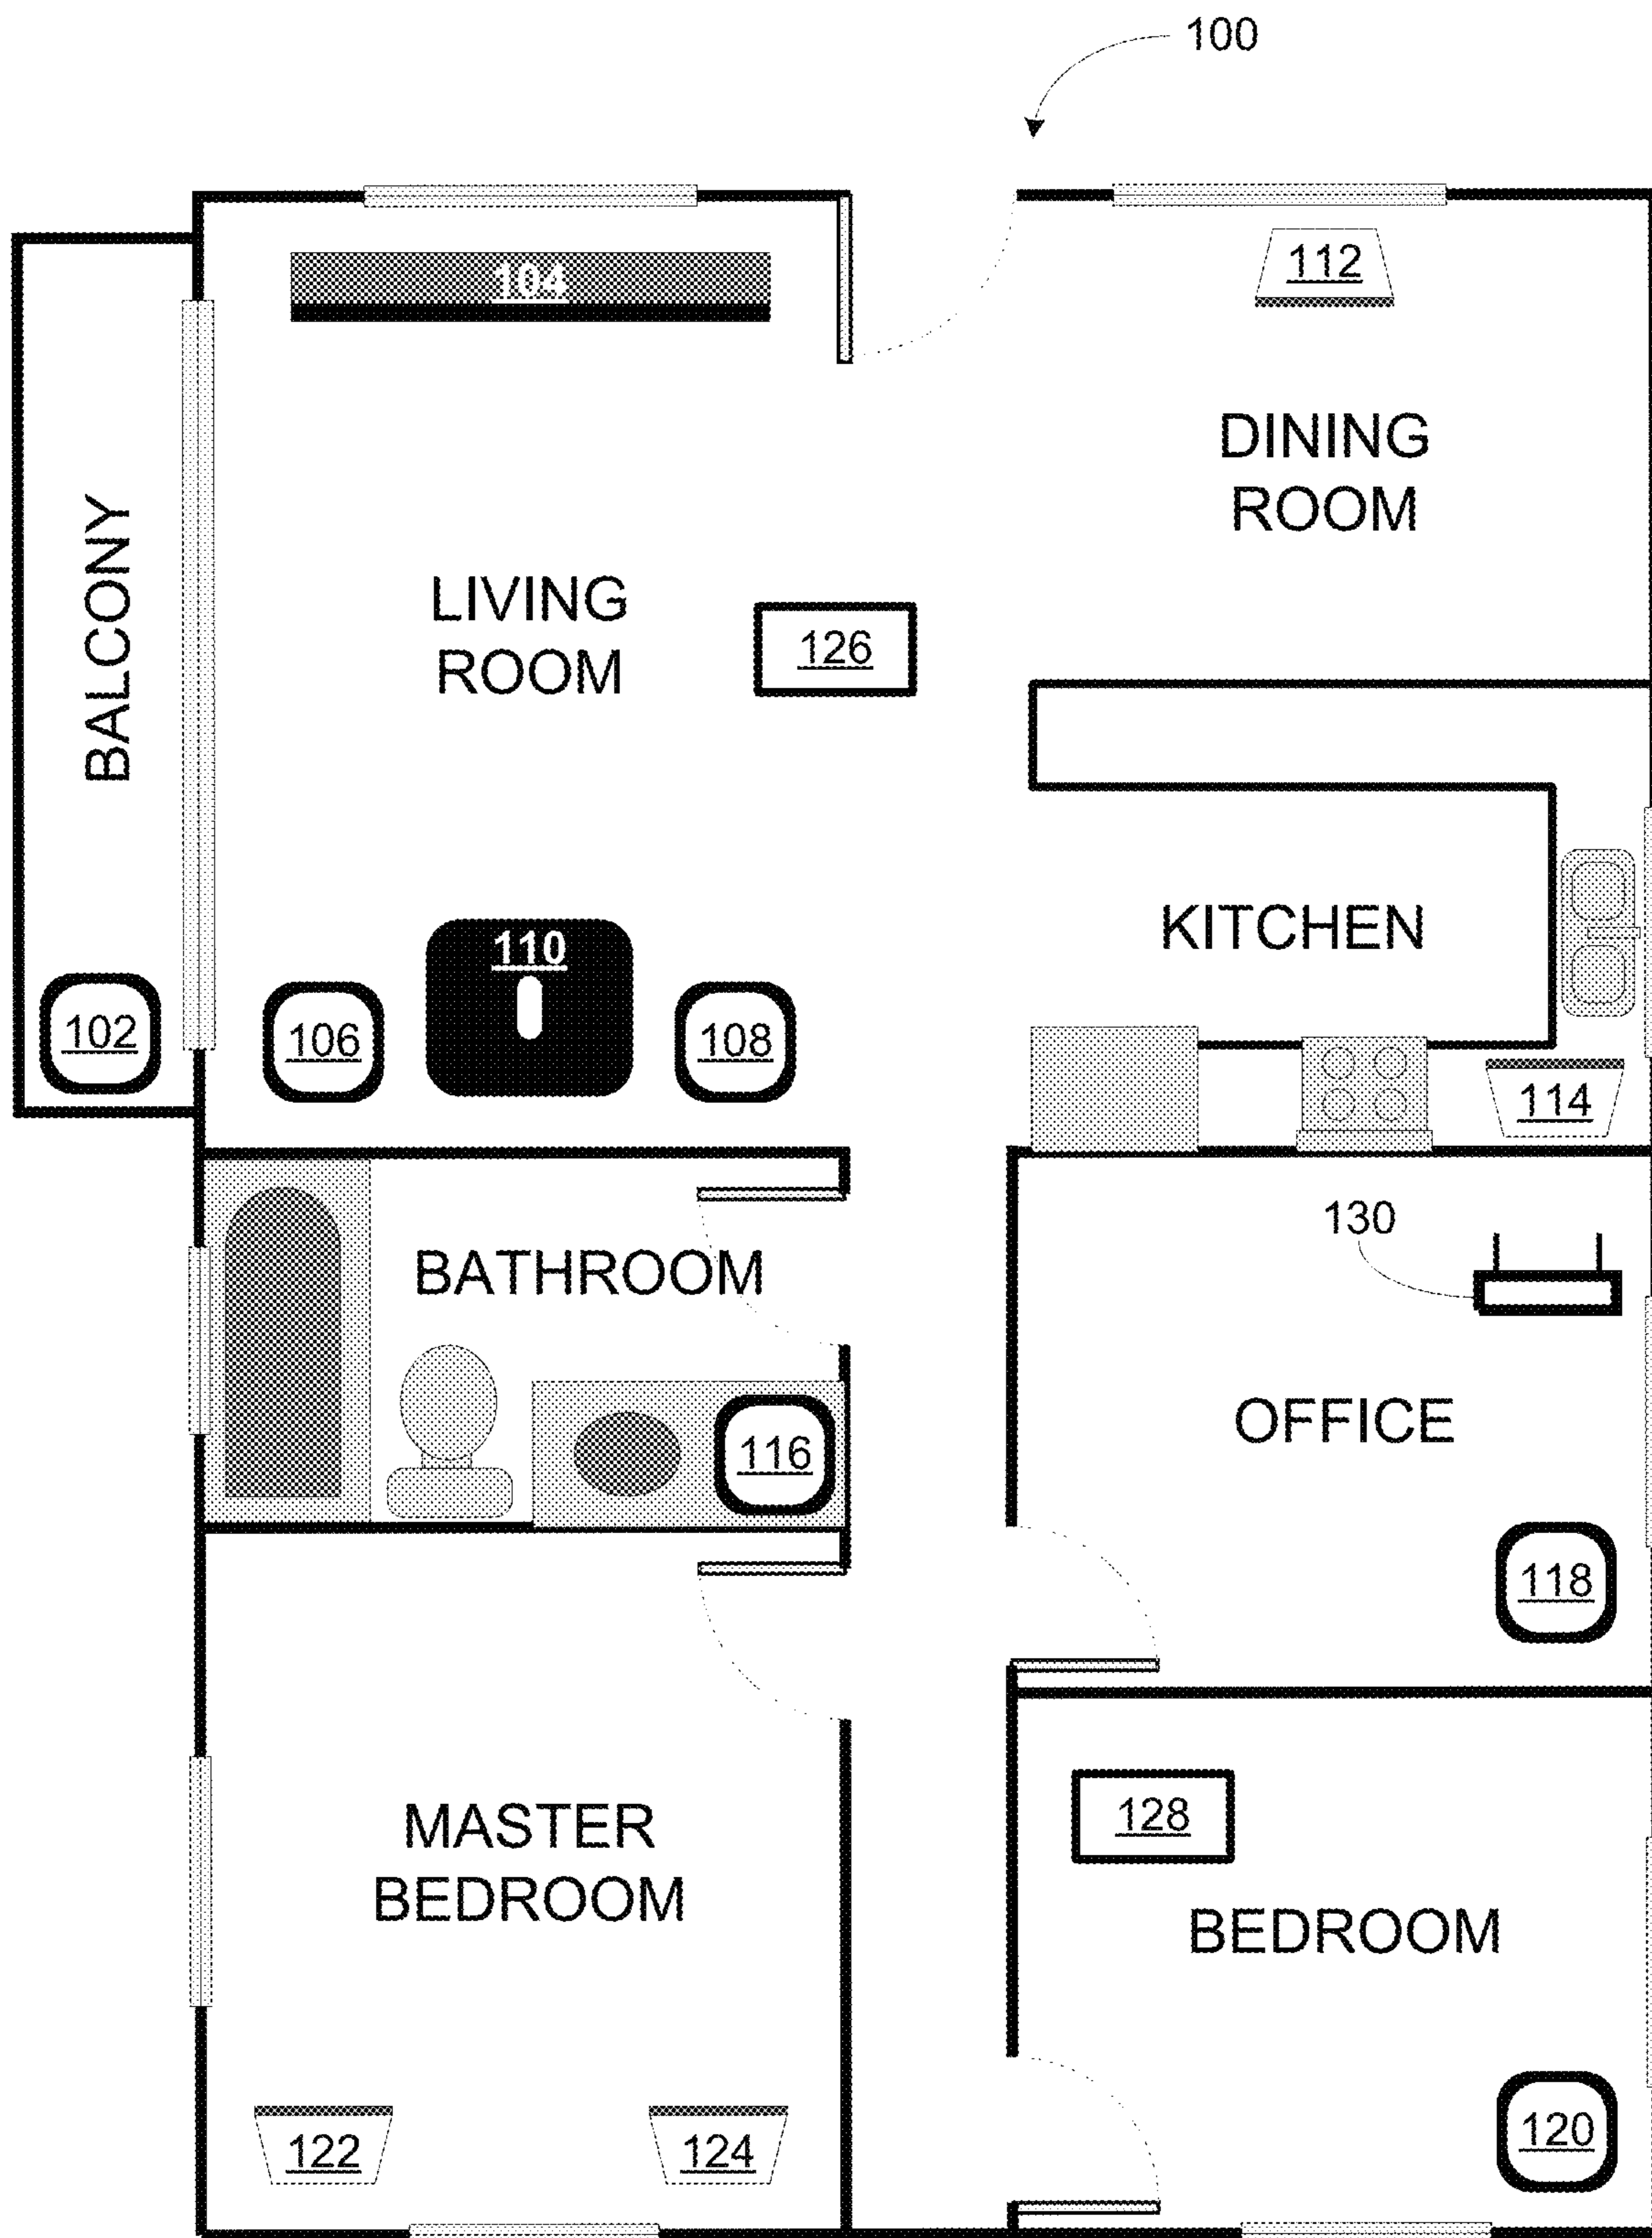 100
104
112
DINING
ROOM
BALCONY
LIVING
ROOM
126
KITCHEN
110
102
106
108
114
130
BATHROOM
OFFICE
116
118
128
MASTER
BEDROOM
BEDROOM
120
122
124